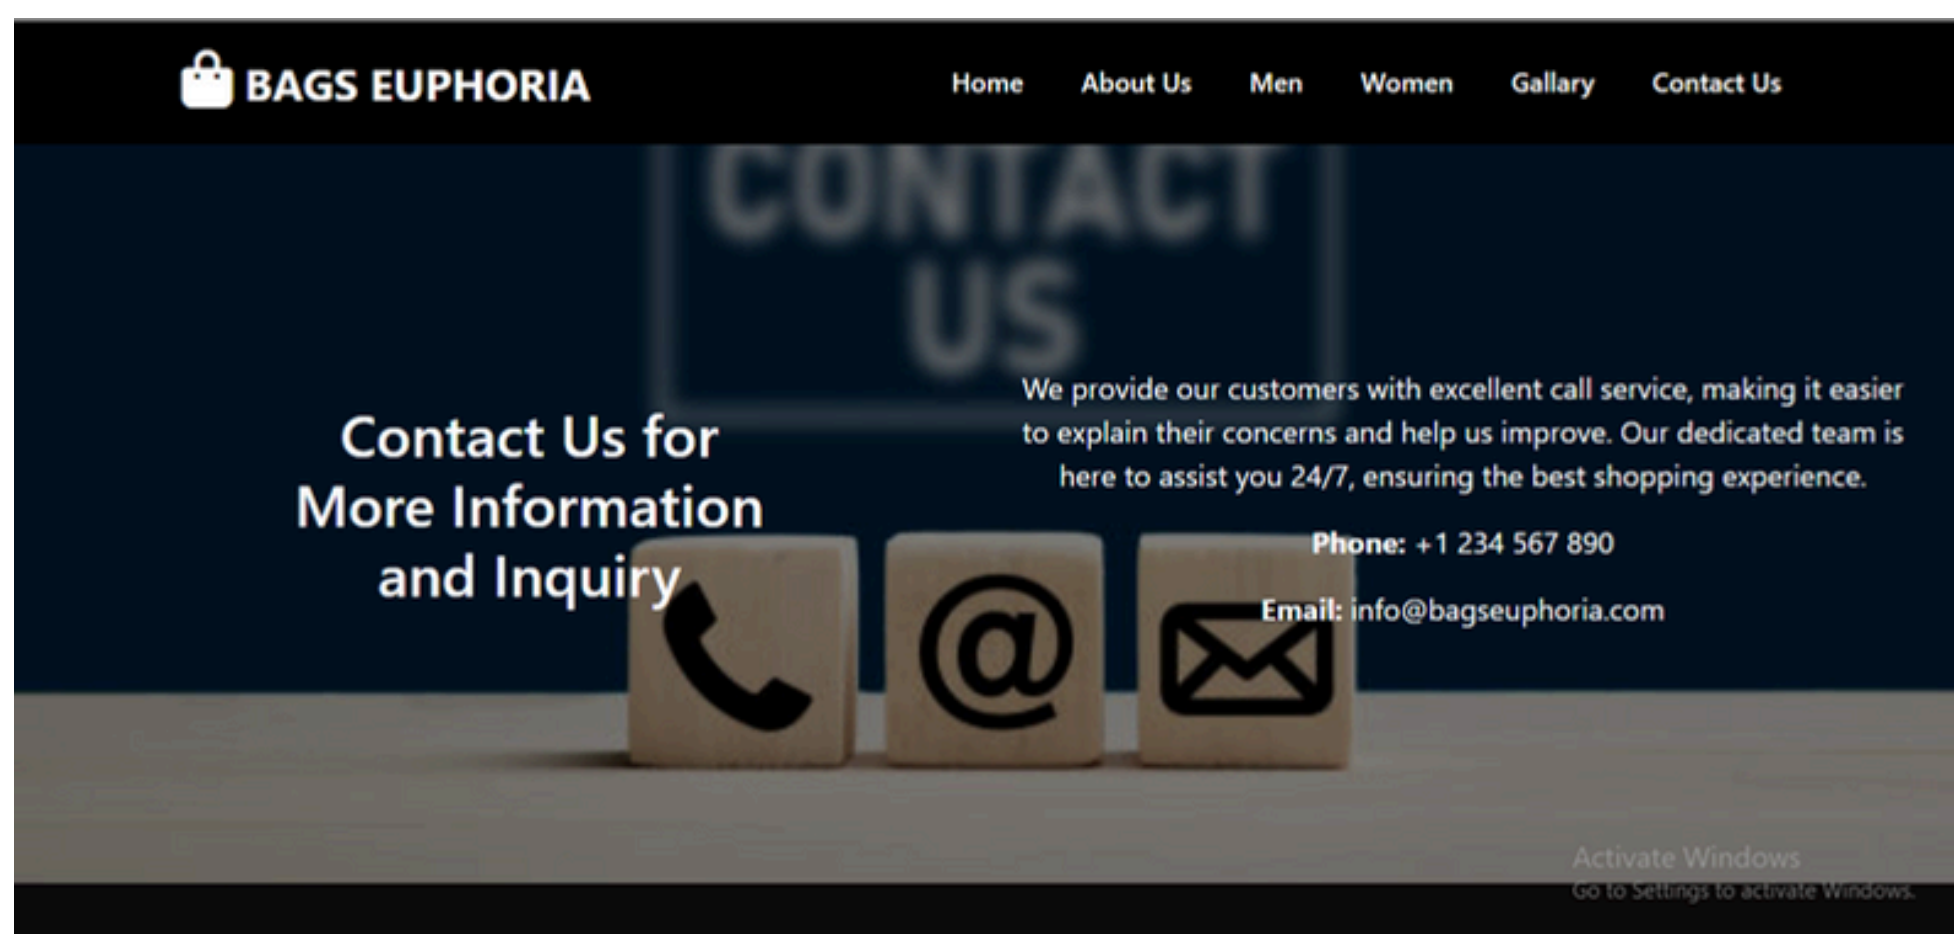 BAGS EUPHORIA
Home About Us Men Women Gallary Contact Us
CONTACT
US
Contact Us for
More Information
and Inquiry
We provide our customers with excellent call service, making it easier
to explain their concerns and help us improve. Our dedicated team is
here to assist you 24/7, ensuring the best shopping experience.
Phone: +1 234 567 890
Email: info@bagseuphoria.com
@
Activate Windows
Go to Settings to activate Windows.